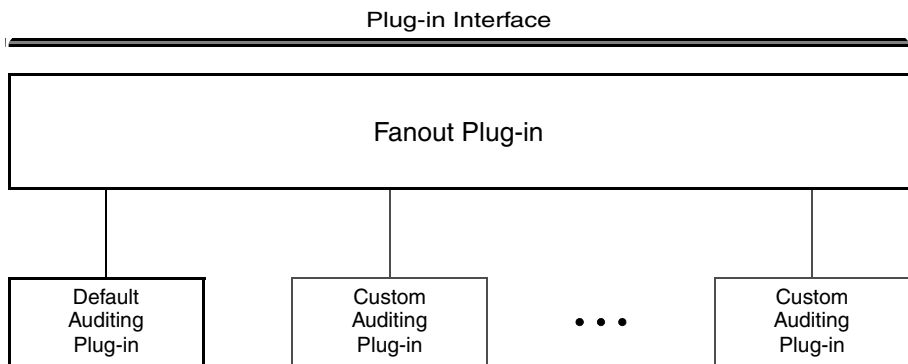 Plug-in Interface
Fanout Plug-in
Default
Auditing
Plug-in
Custom
Auditing
Plug-in
• • •
Custom
Auditing
Plug-in